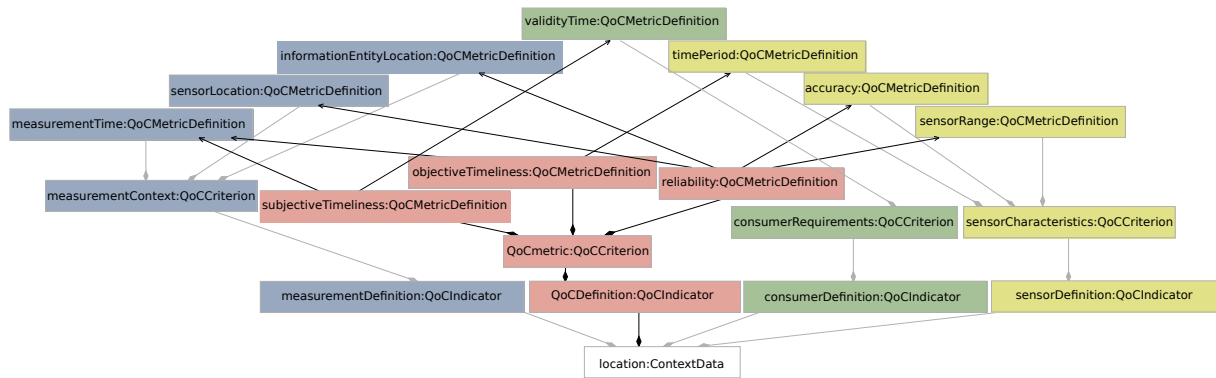 validityTime:QoCMetricDefinition
informationEntityLocation:QoCMetricDefinition
timePeriod:QoCMetricDefinition
sensorLocation:QoCMetricDefinition
accuracy:QoCMetricDefinition
measurementTime:QoCMetricDefinition
sensorRange:QoCMetricDefinition
objectiveTimeliness:QoCMetricDefinition
reliability:QoCMetricDefinition
measurementContext:QoCCriterion
subjectiveTimeliness:QoCMetricDefinition
consumerRequirements:QoCCriterion
sensorCharacteristics:QoCCriterion
QoCmetric:QoCCriterion
measurementDefinition:QoCIndicator
QoCDefinition:QoCIndicator
consumerDefinition:QoCIndicator
sensorDefinition:QoCIndicator
location:ContextData